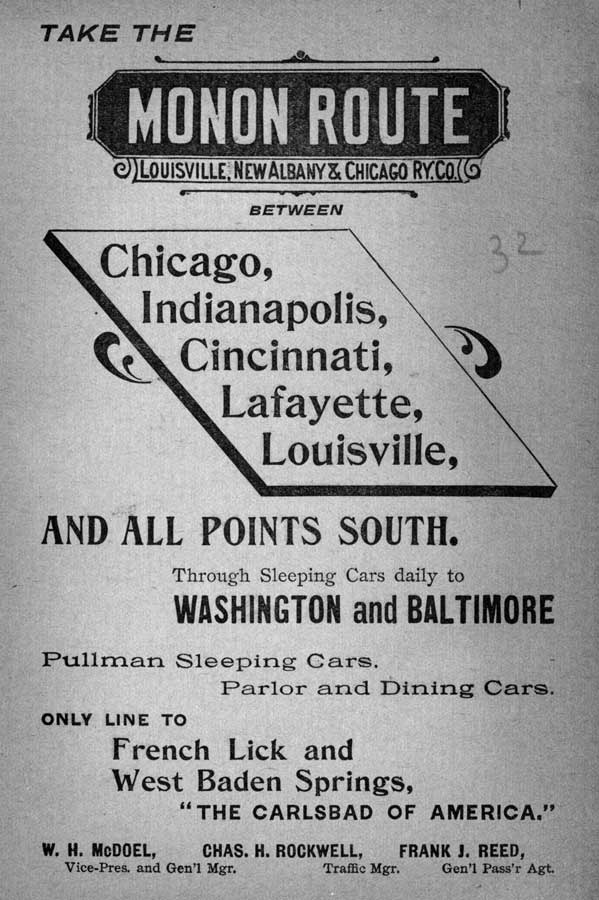 TAKE THE
MONON ROUTE
LOUISVILLE, NEW ALBANY & CHICAGO RY. CO.
BETWEEN
32
Chicago,
Indianapolis,
Cincinnati,
Lafayette,
Louisville,
AND ALL POINTS SOUTH.
Through Sleeping Cars daily to
WASHINGTON and BALTIMORE
Pullman Sleeping Cars.
Parlor and Dining Cars.
ONLY LINE TO
French Lick and
West Baden Springs,
"THE CARLSBAD OF AMERICA."
W. H. McDOEL, CHAS. H. ROCKWELL, FRANK J. REED,
Vice-Pres. and Gen'l Mgr. Traffic Mgr. Gen'l Pass'r Agt.